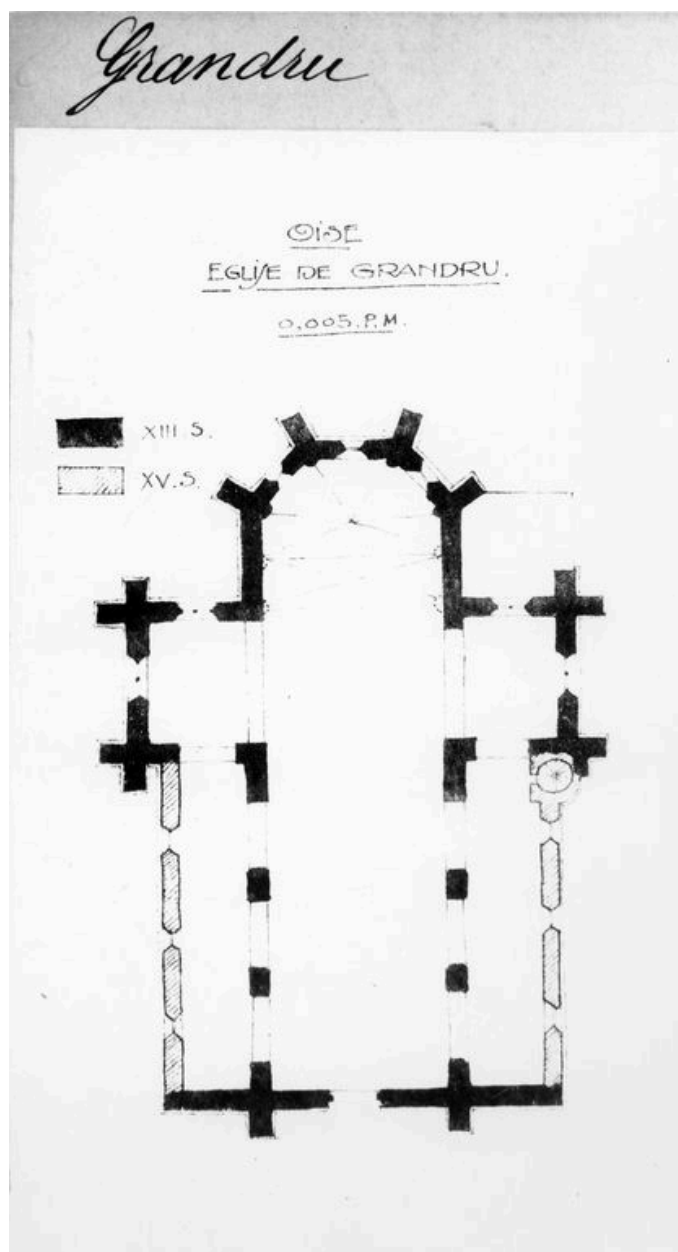 Grandru
OISE
EGLISE DE GRANDRU.
0,005.P.M.
XIII S.
XV.S.